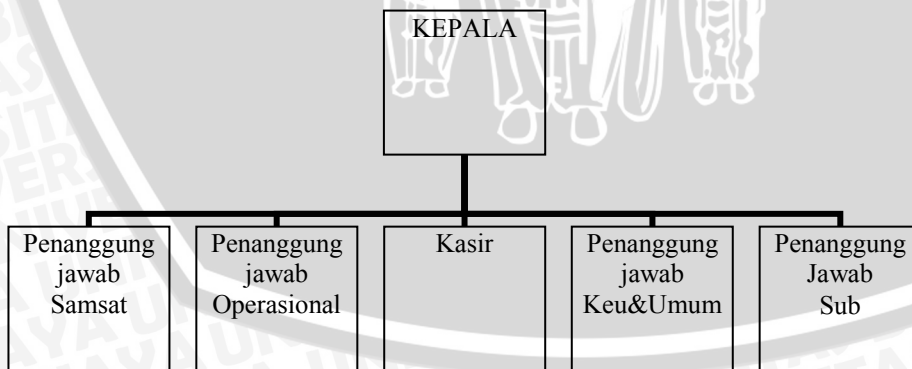 KEPALA
Penanggung
jawab
Samsat
Penanggung
jawab
Operasional
Kasir
Penanggung
jawab
Keu&Umum
Penanggung
Jawab
Sub